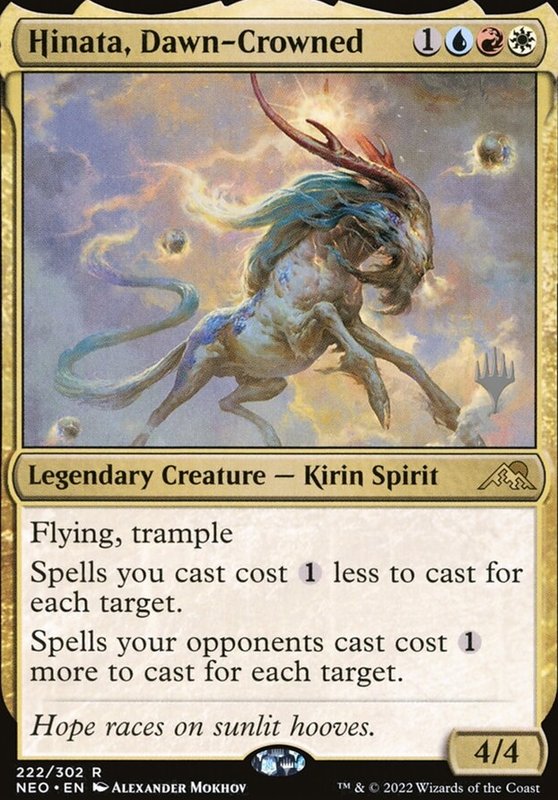 Hinata, Dawn-Crowned 1
Legendary Creature — Kirin Spirit
Flying, trample
Spells you cast cost 1 less to cast for
each target.
Spells your opponents cast cost 1
more to cast for each target.
Hope races on sunlit hooves.
4/4
222/302 R
NEO • EN Alexander Mokhov
™ & © 2022 Wizards of the Coast